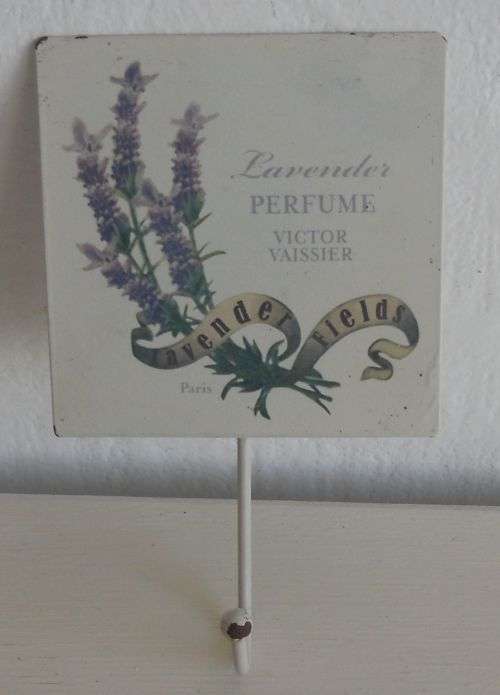 Lavender
PERFUME
VICTOR
VAISSIER
lavender fields
Paris